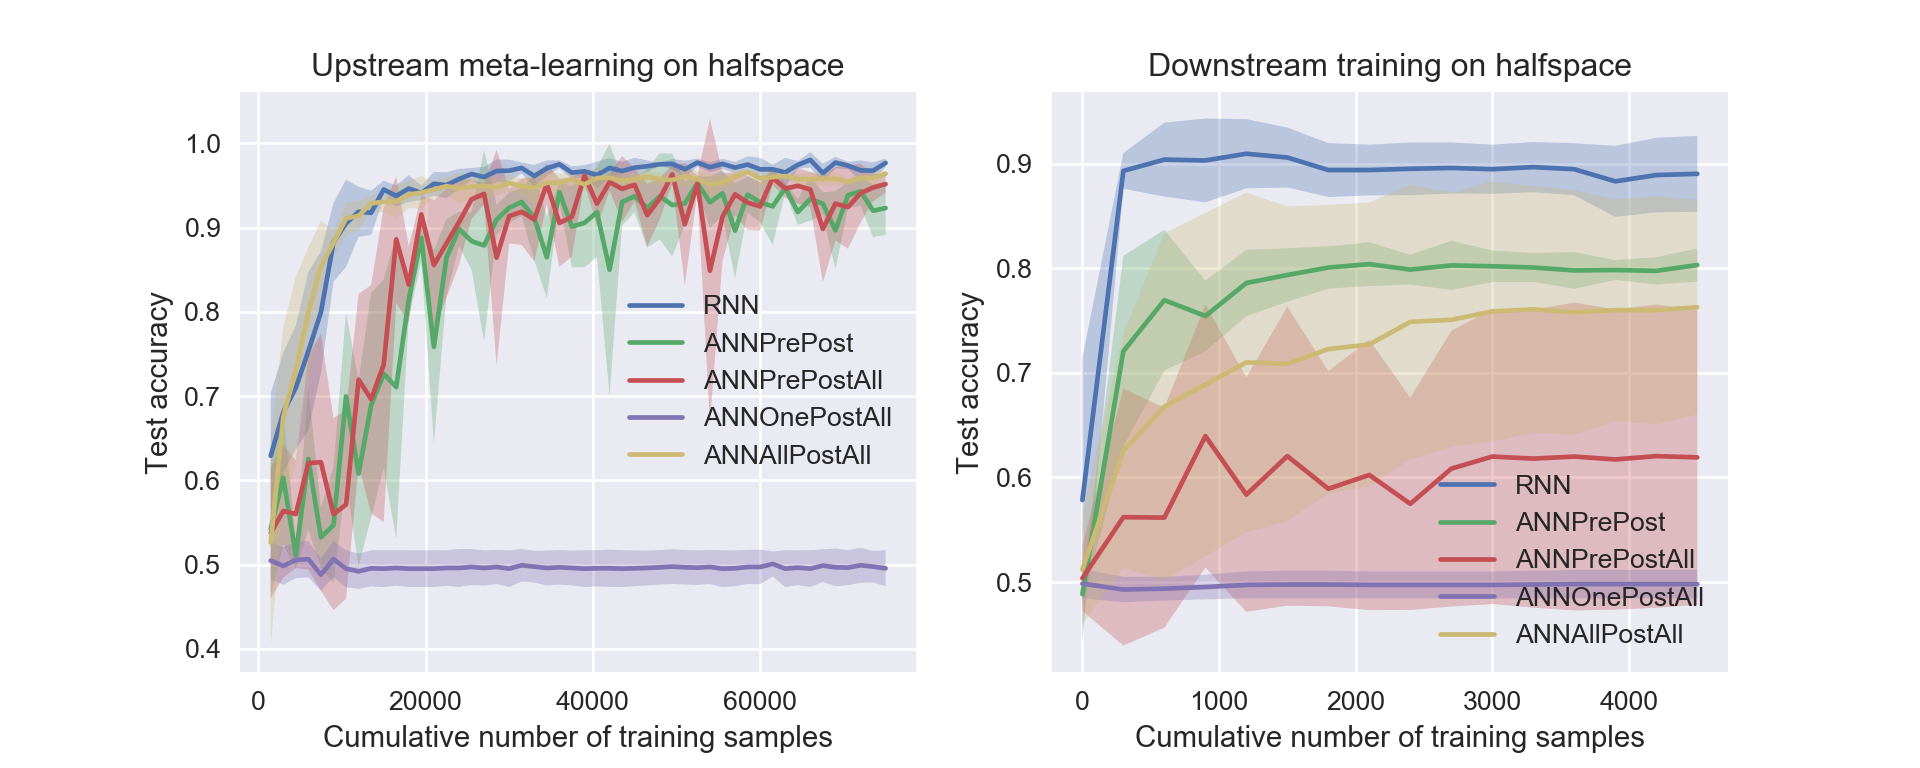 Upstream meta-learning on halfspace
Test accuracy
1.0
0.9
0.8
0.7
0.6
0.5
0.4
RNN
ANNPrePost
ANNPrePostAll
ANNOnePostAll
ANNAllPostAll
0 20000 40000 60000
Cumulative number of training samples
Downstream training on halfspace
Test accuracy
0.9
0.8
0.7
0.6
0.5
RNN
ANNPrePost
ANNPrePostAll
ANNOnePostAll
ANNAllPostAll
0 1000 2000 3000 4000
Cumulative number of training samples